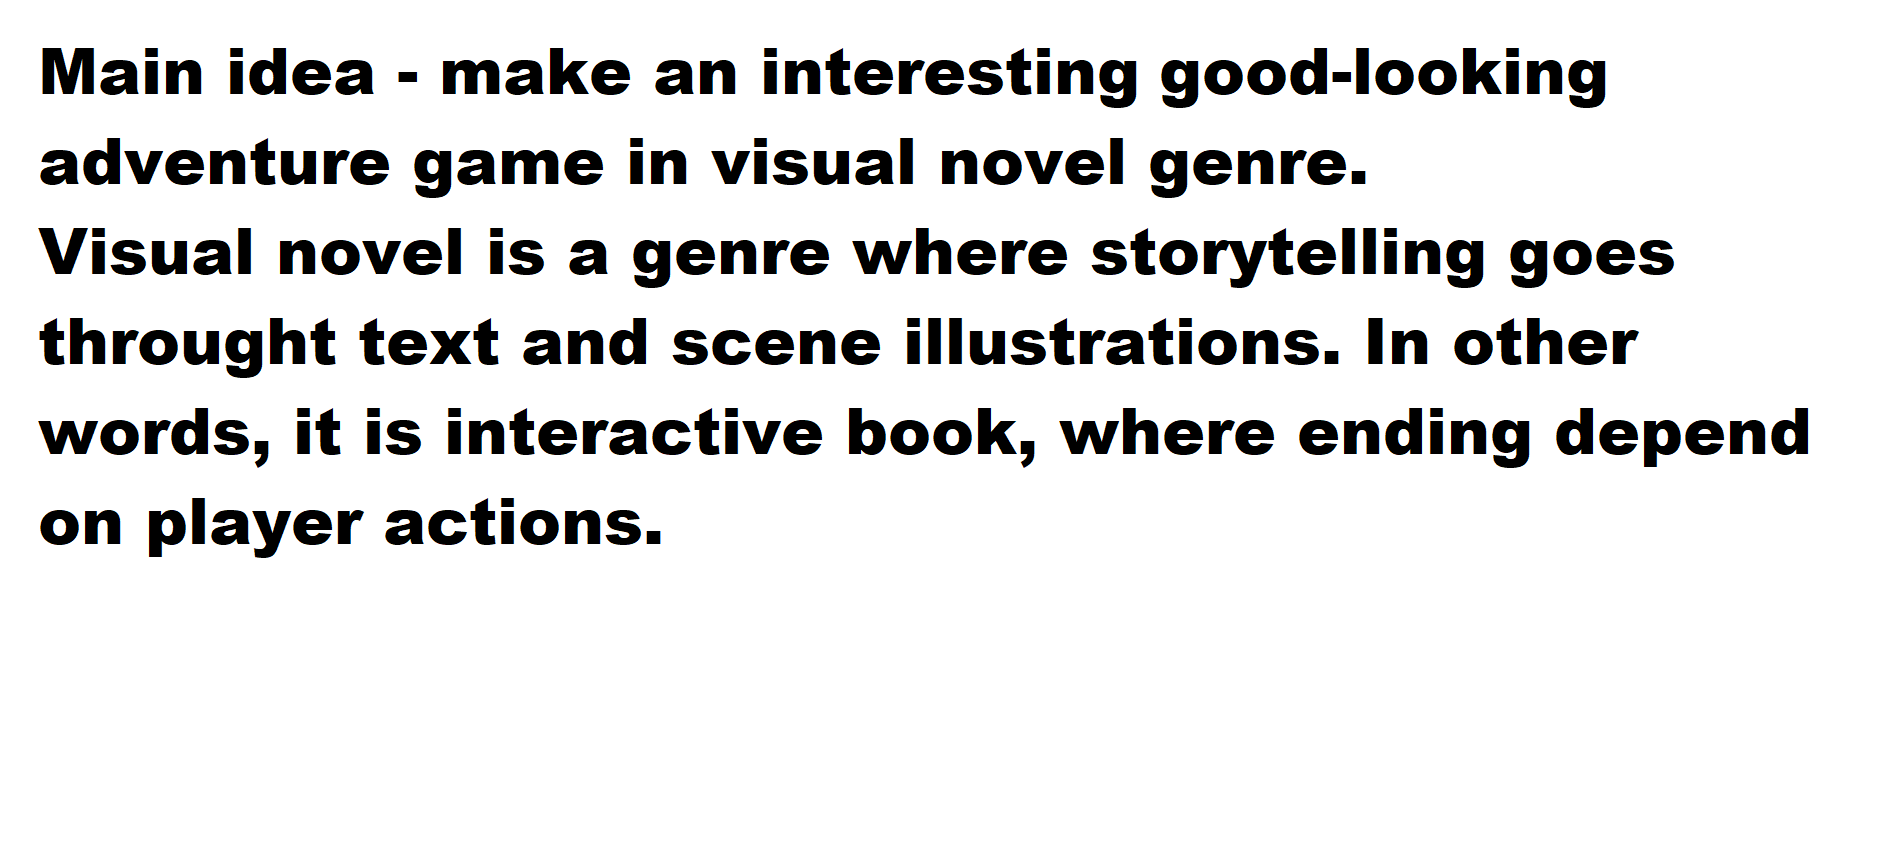 Main idea - make an interesting good-looking
adventure game in visual novel genre.
Visual novel is a genre where storytelling goes
throught text and scene illustrations. In other
words, it is interactive book, where ending depend
on player actions.